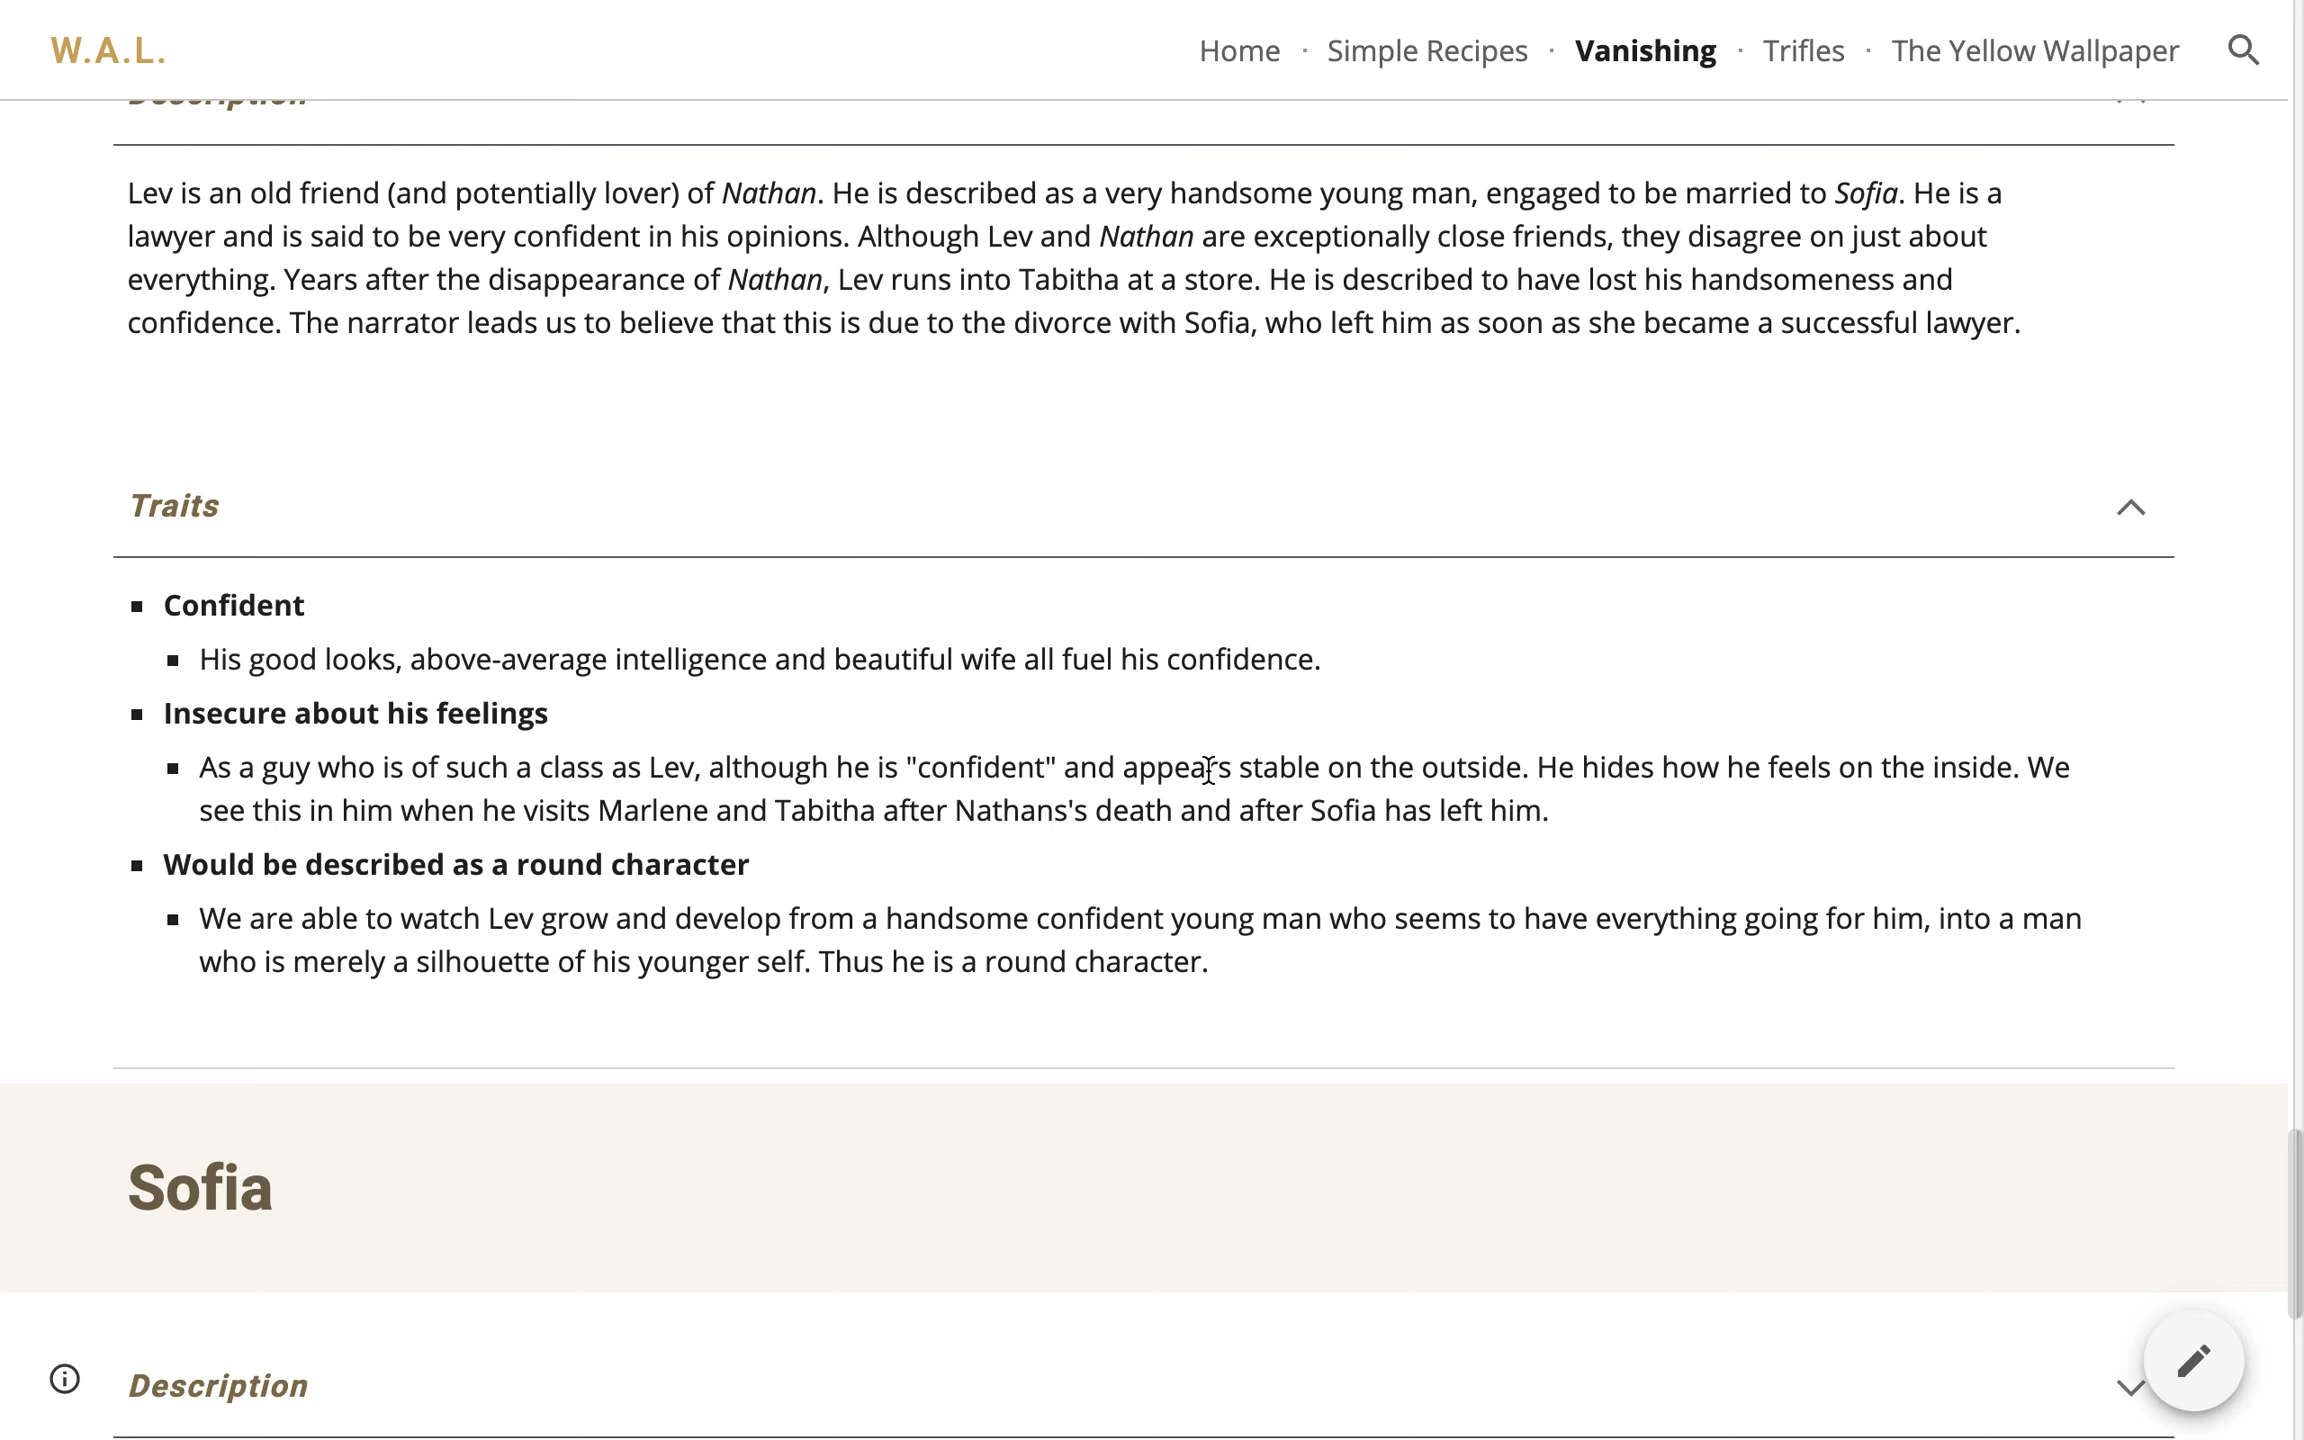 W.A.L.
Home · Simple Recipes · Vanishing · Trifles · The Yellow Wallpaper
Description
Lev is an old friend (and potentially lover) of Nathan. He is described as a very handsome young man, engaged to be married to Sofia. He is a
lawyer and is said to be very confident in his opinions. Although Lev and Nathan are exceptionally close friends, they disagree on just about
everything. Years after the disappearance of Nathan, Lev runs into Tabitha at a store. He is described to have lost his handsomeness and
confidence. The narrator leads us to believe that this is due to the divorce with Sofia, who left him as soon as she became a successful lawyer.
Traits
▪ Confident
▪ His good looks, above-average intelligence and beautiful wife all fuel his confidence.
▪ Insecure about his feelings
▪ As a guy who is of such a class as Lev, although he is "confident" and appears stable on the outside. He hides how he feels on the inside. We
see this in him when he visits Marlene and Tabitha after Nathans's death and after Sofia has left him.
▪ Would be described as a round character
▪ We are able to watch Lev grow and develop from a handsome confident young man who seems to have everything going for him, into a man
who is merely a silhouette of his younger self. Thus he is a round character.
Sofia
Description